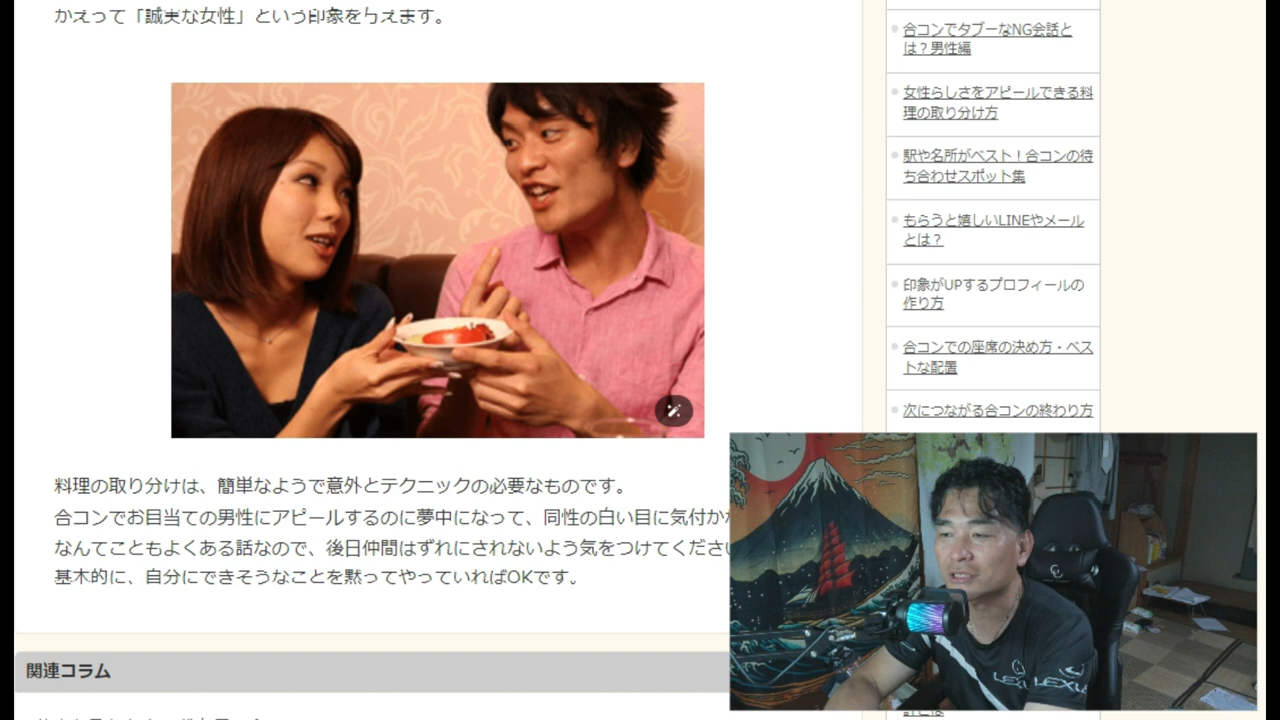 かえって「誠実な女性」という印象を与えます。
料理の取り分けは、簡単なようで意外とテクニックの必要なものです。
合コンでお目当ての男性にアピールするのに夢中になって、同性の白い目に気付か
なんてこともよくある話なので、後日仲間はずれにされないよう気をつけてくださ
基本的に、自分にできそうなことを黙ってやっていればOKです。
関連コラム
合コンでタブーなNG会話と
は？男性編
女性らしさをアピールできる料
理の取り分け方
駅や名所がベスト！合コンの待
ち合わせスポット集
もらうと嬉しいLINEやメール
とは？
印象がUPするプロフィールの
作り方
合コンでの座席の決め方・ベス
トな配置
次につながる合コンの終わり方
LEXU LEXUS